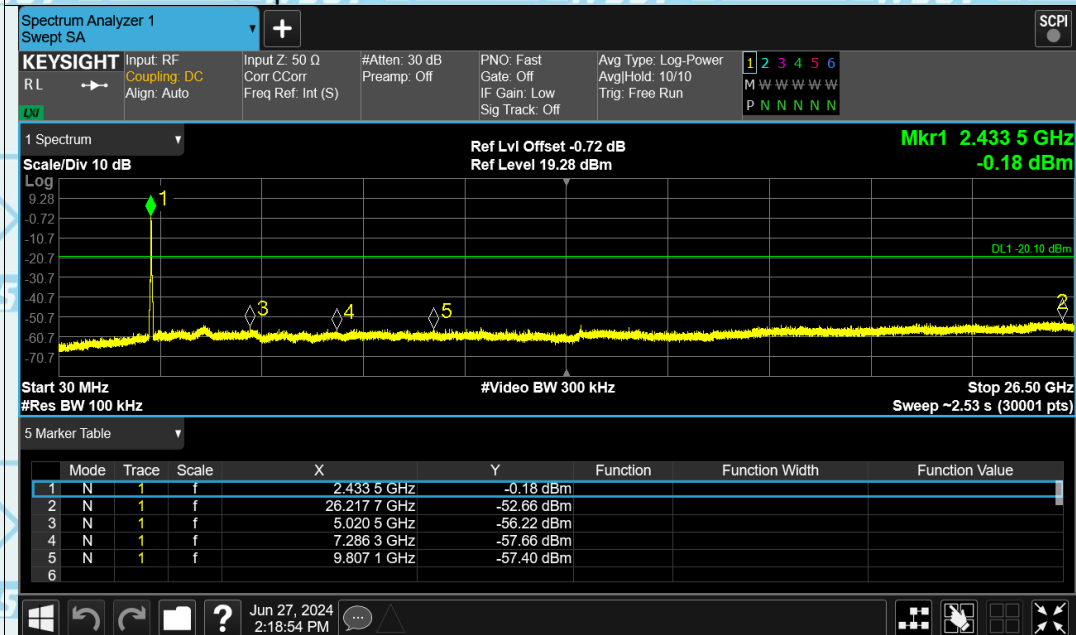 Spectrum Analyzer 1
Swept SA
+
SCPI
KEYSIGHT
R L
LXI
Input: RF
Coupling: DC
Align: Auto
Input Z: 50 Ω
Corr CCorr
Freq Ref: Int (S)
#Atten: 30 dB
Preamp: Off
PNO: Fast
Gate: Off
IF Gain: Low
Sig Track: Off
Avg Type: Log-Power
Avg|Hold: 10/10
Trig: Free Run
1 2 3 4 5 6
M W W W W W
P N N N N N
1 Spectrum
Scale/Div 10 dB
Ref Lvl Offset -0.72 dB
Ref Level 19.28 dBm
Mkr1 2.433 5 GHz
-0.18 dBm
Log
9.28
-0.72
-10.7
-20.7
-30.7
-40.7
-50.7
-60.7
-70.7
1
3
4
5
2
DL1 -20.10 dBm
Start 30 MHz
#Res BW 100 kHz
#Video BW 300 kHz
Stop 26.50 GHz
Sweep ~2.53 s (30001 pts)
5 Marker Table
Mode Trace Scale X Y Function Function Width Function Value
1 N 1 f 2.433 5 GHz -0.18 dBm
2 N 1 f 26.217 7 GHz -52.66 dBm
3 N 1 f 5.020 5 GHz -56.22 dBm
4 N 1 f 7.286 3 GHz -57.66 dBm
5 N 1 f 9.807 1 GHz -57.40 dBm
6
?
Jun 27, 2024
2:18:54 PM